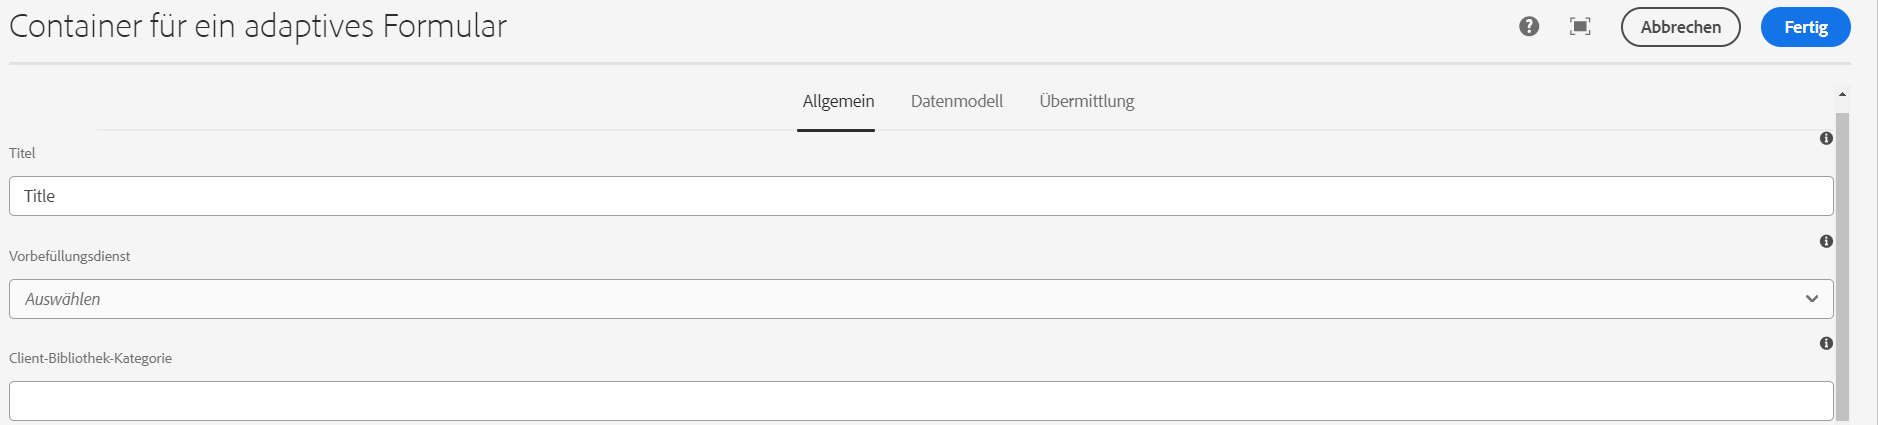 Container für ein adaptives Formular
Abbrechen
Fertig
Allgemein Datenmodell Übermittlung
Titel
Title
Vorbefüllungsdienst
Auswählen
Client-Bibliothek-Kategorie